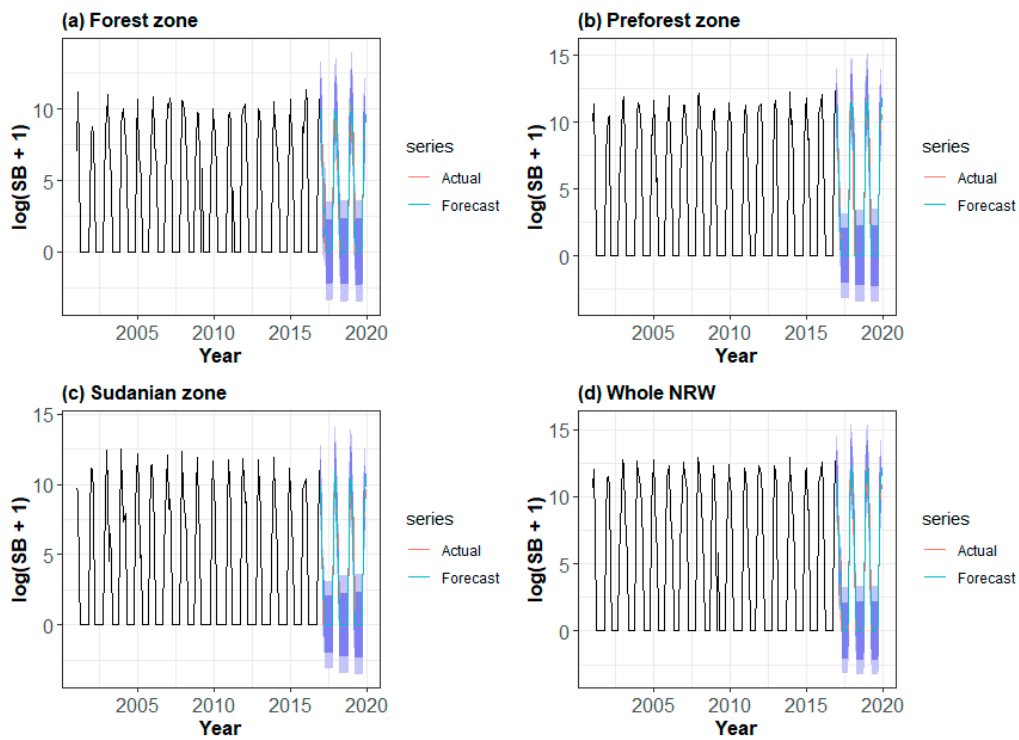 (a) Forest zone
log(SB + 1)
10
5
0
2005 2010 2015 2020
Year
series
Actual
Forecast
(b) Preforest zone
log(SB + 1)
15
10
5
0
2005 2010 2015 2020
Year
series
Actual
Forecast
(c) Sudanian zone
log(SB + 1)
15
10
5
0
2005 2010 2015 2020
Year
series
Actual
Forecast
(d) Whole NRW
log(SB + 1)
15
10
5
0
2005 2010 2015 2020
Year
series
Actual
Forecast